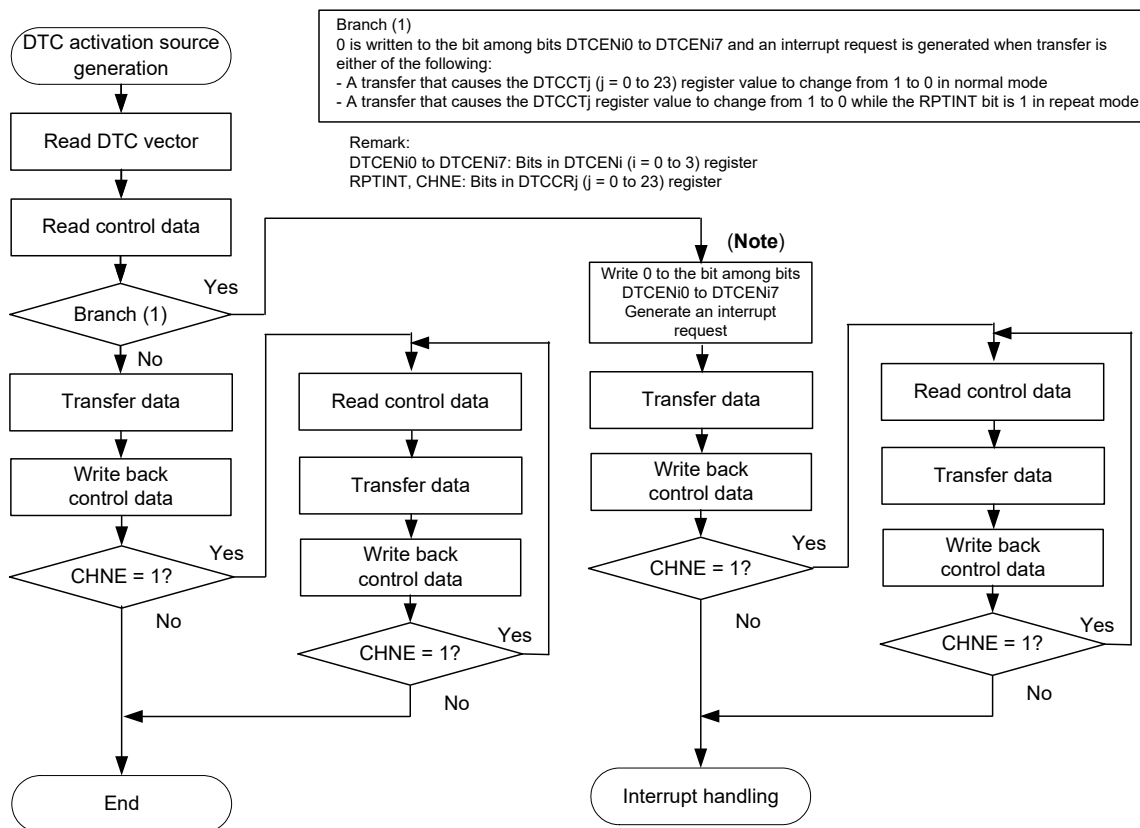 DTC activation source
generation
Read DTC vector
Read control data
Branch (1)
Yes
No
Transfer data
Write back
control data
CHNE = 1?
Yes
No
End
Read control data
Transfer data
Write back
control data
CHNE = 1?
Yes
No
Branch (1)
0 is written to the bit among bits DTCENi0 to DTCENi7 and an interrupt request is generated when transfer is
either of the following:
- A transfer that causes the DTCCTj (j = 0 to 23) register value to change from 1 to 0 in normal mode
- A transfer that causes the DTCCTj register value to change from 1 to 0 while the RPTINT bit is 1 in repeat mode
Remark:
DTCENi0 to DTCENi7: Bits in DTCENi (i = 0 to 3) register
RPTINT, CHNE: Bits in DTCCRj (j = 0 to 23) register
(Note)
Write 0 to the bit among bits
DTCENi0 to DTCENi7
Generate an interrupt
request
Transfer data
Write back
control data
CHNE = 1?
Yes
No
Interrupt handling
Read control data
Transfer data
Write back
control data
CHNE = 1?
Yes
No